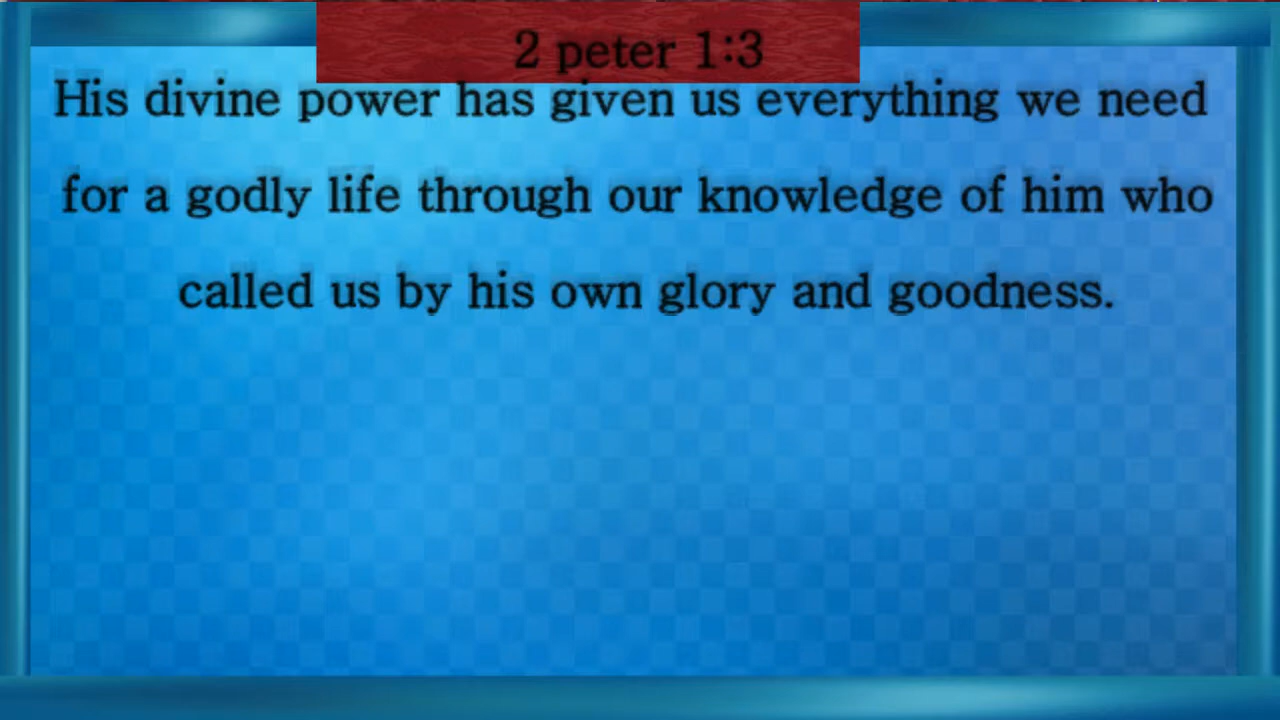 2 peter 1:3
His divine power has given us everything we need
for a godly life through our knowledge of him who
called us by his own glory and goodness.